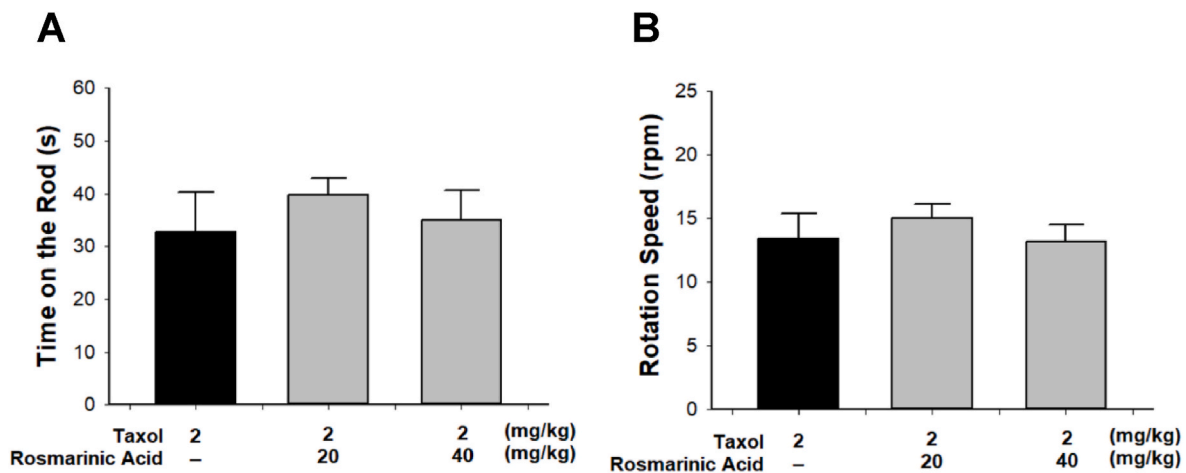 A
B
Time on the Rod (s)
60
50
40
30
20
10
0
Taxol 2 2 2 (mg/kg)
Rosmarinic Acid – 20 40 (mg/kg)
Rotation Speed (rpm)
25
20
15
10
5
0
Taxol 2 2 2 (mg/kg)
Rosmarinic Acid – 20 40 (mg/kg)